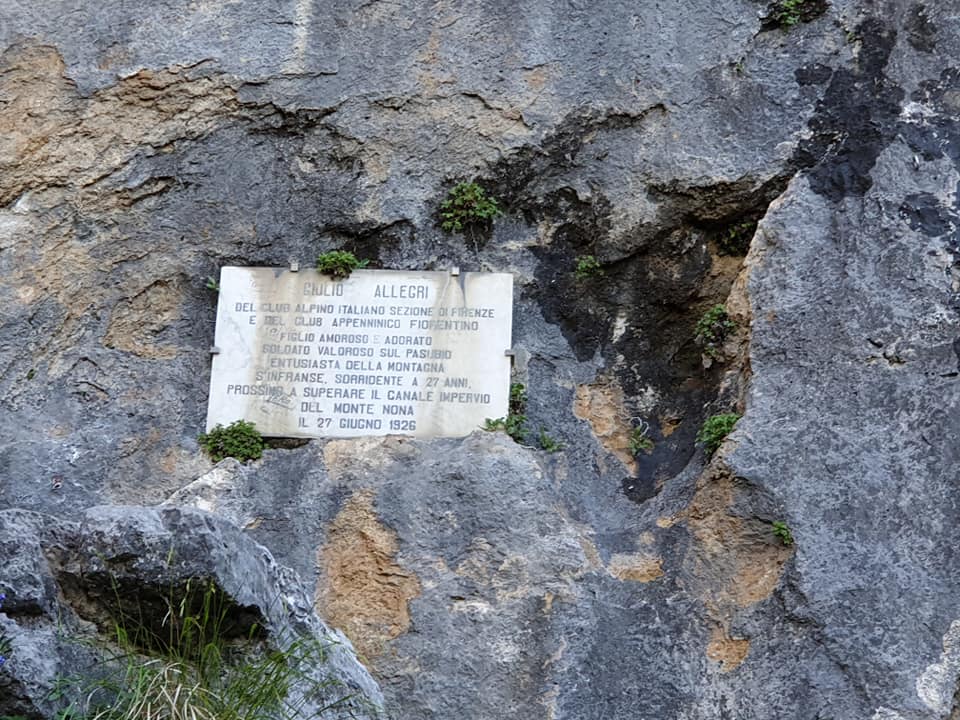 GIULIO ALLEGRI
DEL CLUB ALPINO ITALIANO SEZIONE DI FIRENZE
E DEL CLUB APPENNINICO FIORENTINO
FIGLIO AMOROSO E ADORATO
SOLDATO VALOROSO SUL PASUBIO
ENTUSIASTA DELLA MONTAGNA
S'INFRANSE, SORRIDENTE A 27 ANNI,
PROSSIMO A SUPERARE IL CANALE IMPERVIO
DEL MONTE NONA
IL 27 GIUGNO 1926